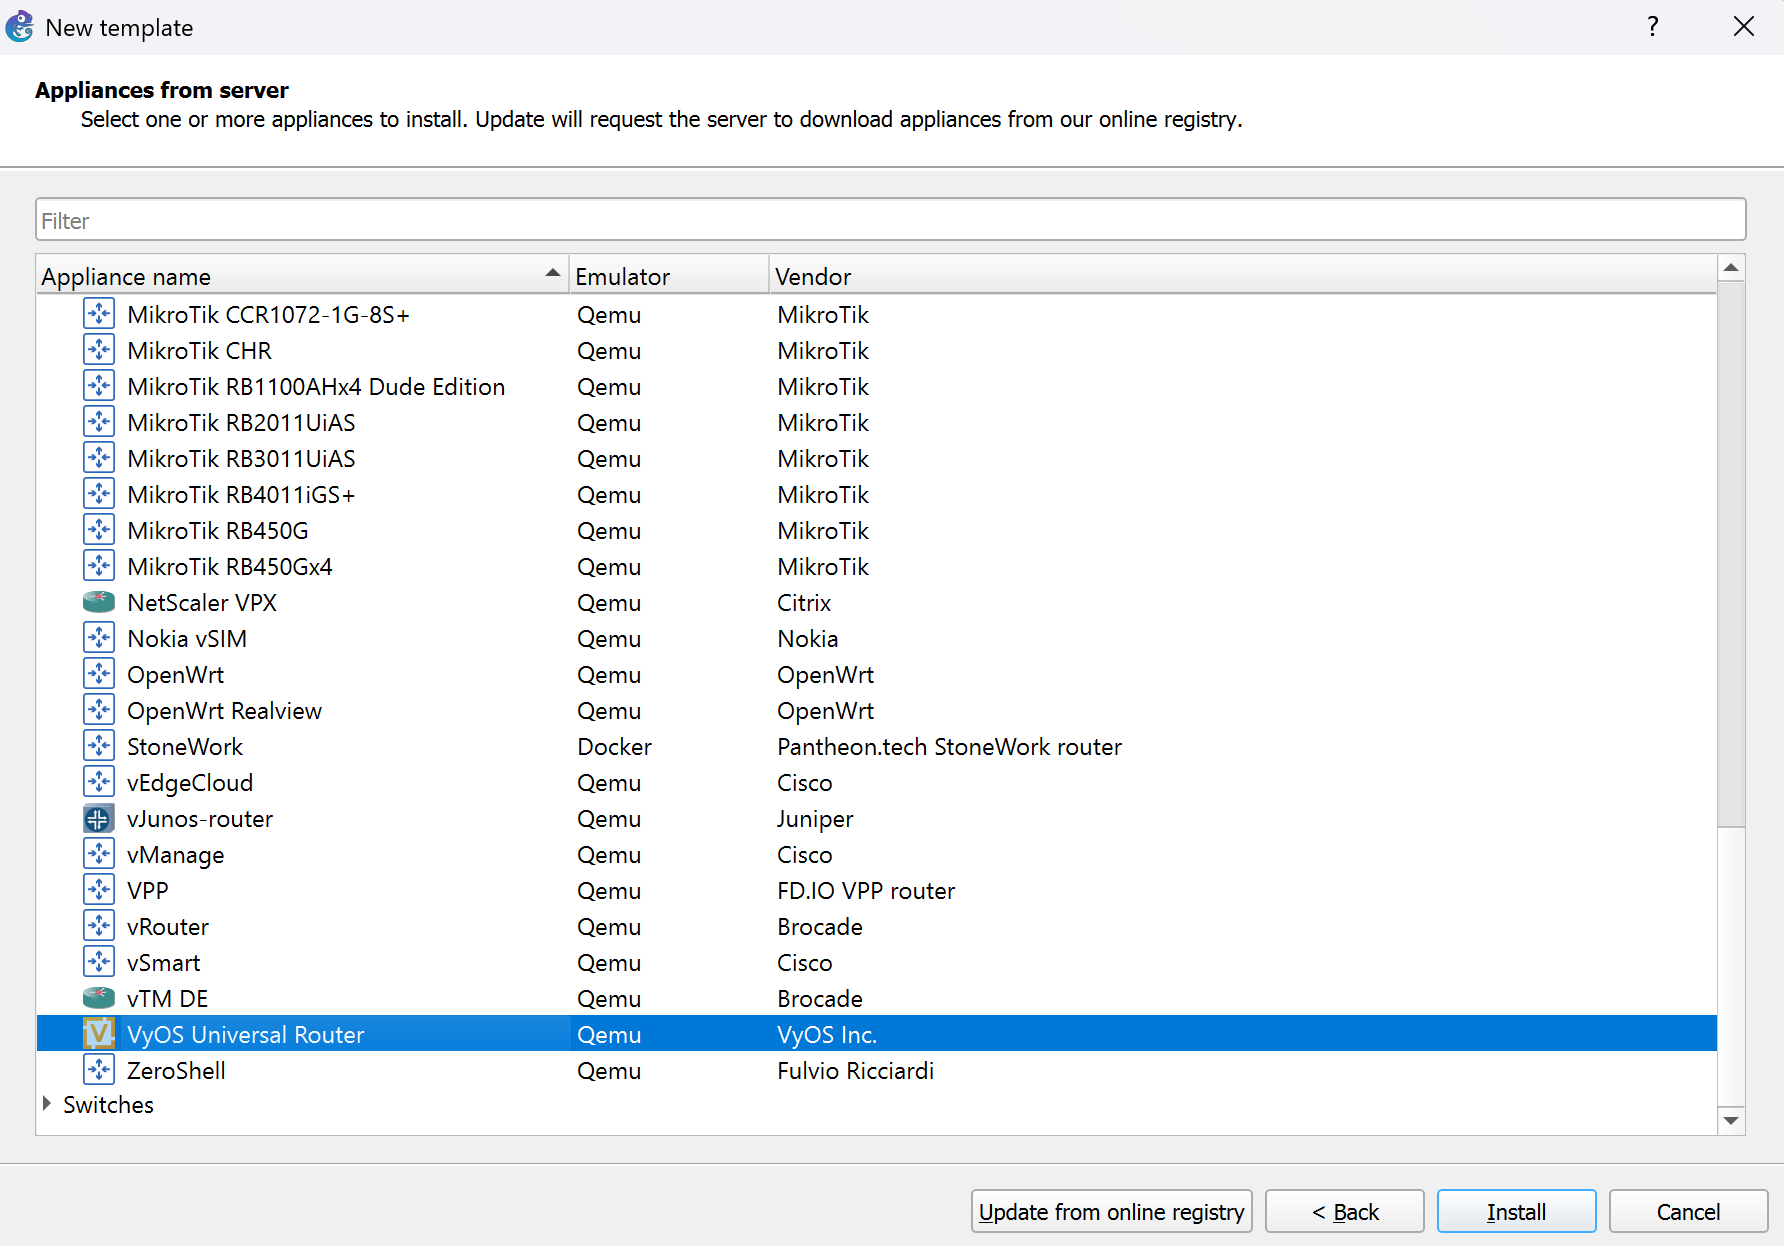 New template
?
Appliances from server
Select one or more appliances to install. Update will request the server to download appliances from our online registry.
Filter
Appliance name Emulator Vendor
MikroTik CCR1072-1G-8S+ Qemu MikroTik
MikroTik CHR Qemu MikroTik
MikroTik RB1100AHx4 Dude Edition Qemu MikroTik
MikroTik RB2011UiAS Qemu MikroTik
MikroTik RB3011UiAS Qemu MikroTik
MikroTik RB4011iGS+ Qemu MikroTik
MikroTik RB450G Qemu MikroTik
MikroTik RB450Gx4 Qemu MikroTik
NetScaler VPX Qemu Citrix
Nokia vSIM Qemu Nokia
OpenWrt Qemu OpenWrt
OpenWrt Realview Qemu OpenWrt
StoneWork Docker Pantheon.tech StoneWork router
vEdgeCloud Qemu Cisco
vJunos-router Qemu Juniper
vManage Qemu Cisco
VPP Qemu FD.IO VPP router
vRouter Qemu Brocade
vSmart Qemu Cisco
vTM DE Qemu Brocade
VyOS Universal Router Qemu VyOS Inc.
ZeroShell Qemu Fulvio Ricciardi
Switches
Update from online registry < Back Install Cancel